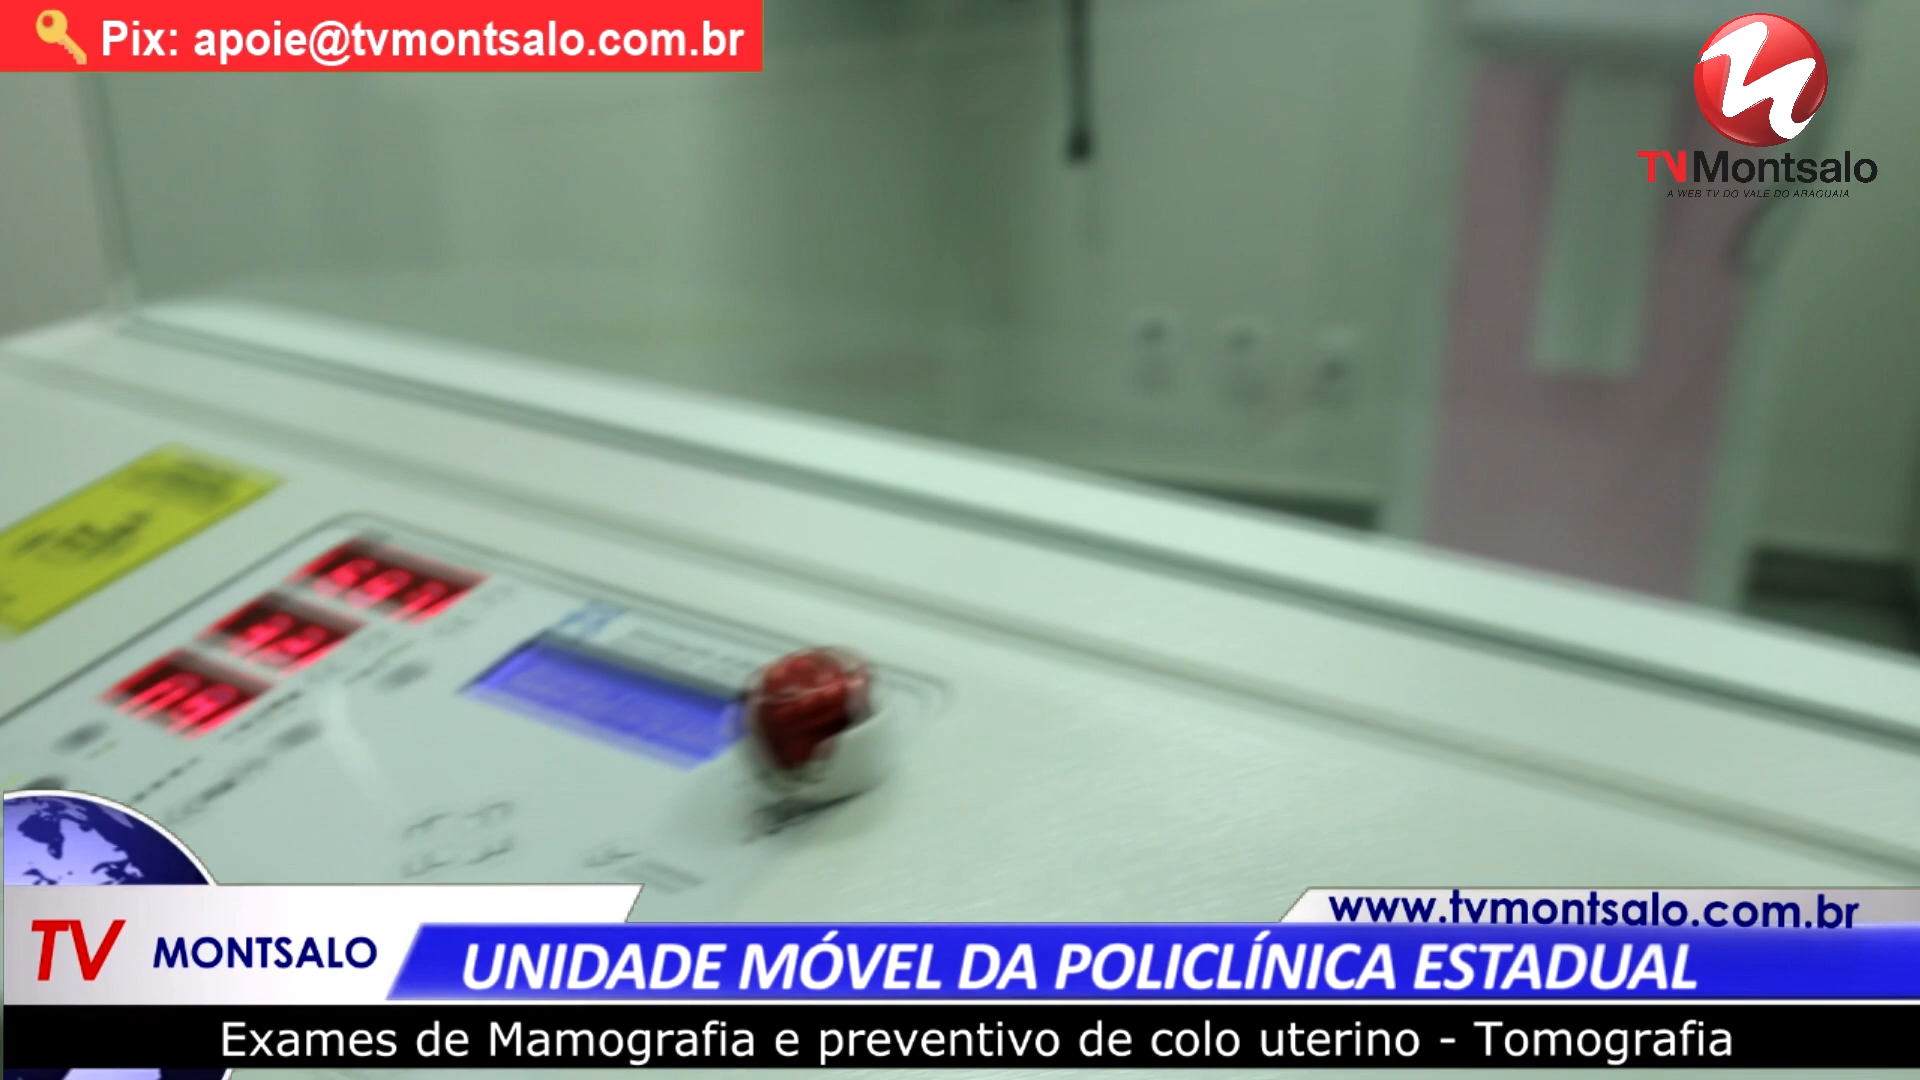 Pix: apoie@tvmontsalo.com.br
TV Montsalo
A WEB TV DO VALE DO ARAGUAIA
www.tvmontsalo.com.br
TV MONTSALO
UNIDADE MÓVEL DA POLICLÍNICA ESTADUAL
Exames de Mamografia e preventivo de colo uterino - Tomografia